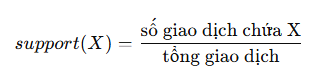 support(X) = số giao dịch chứa X / tổng giao dịch